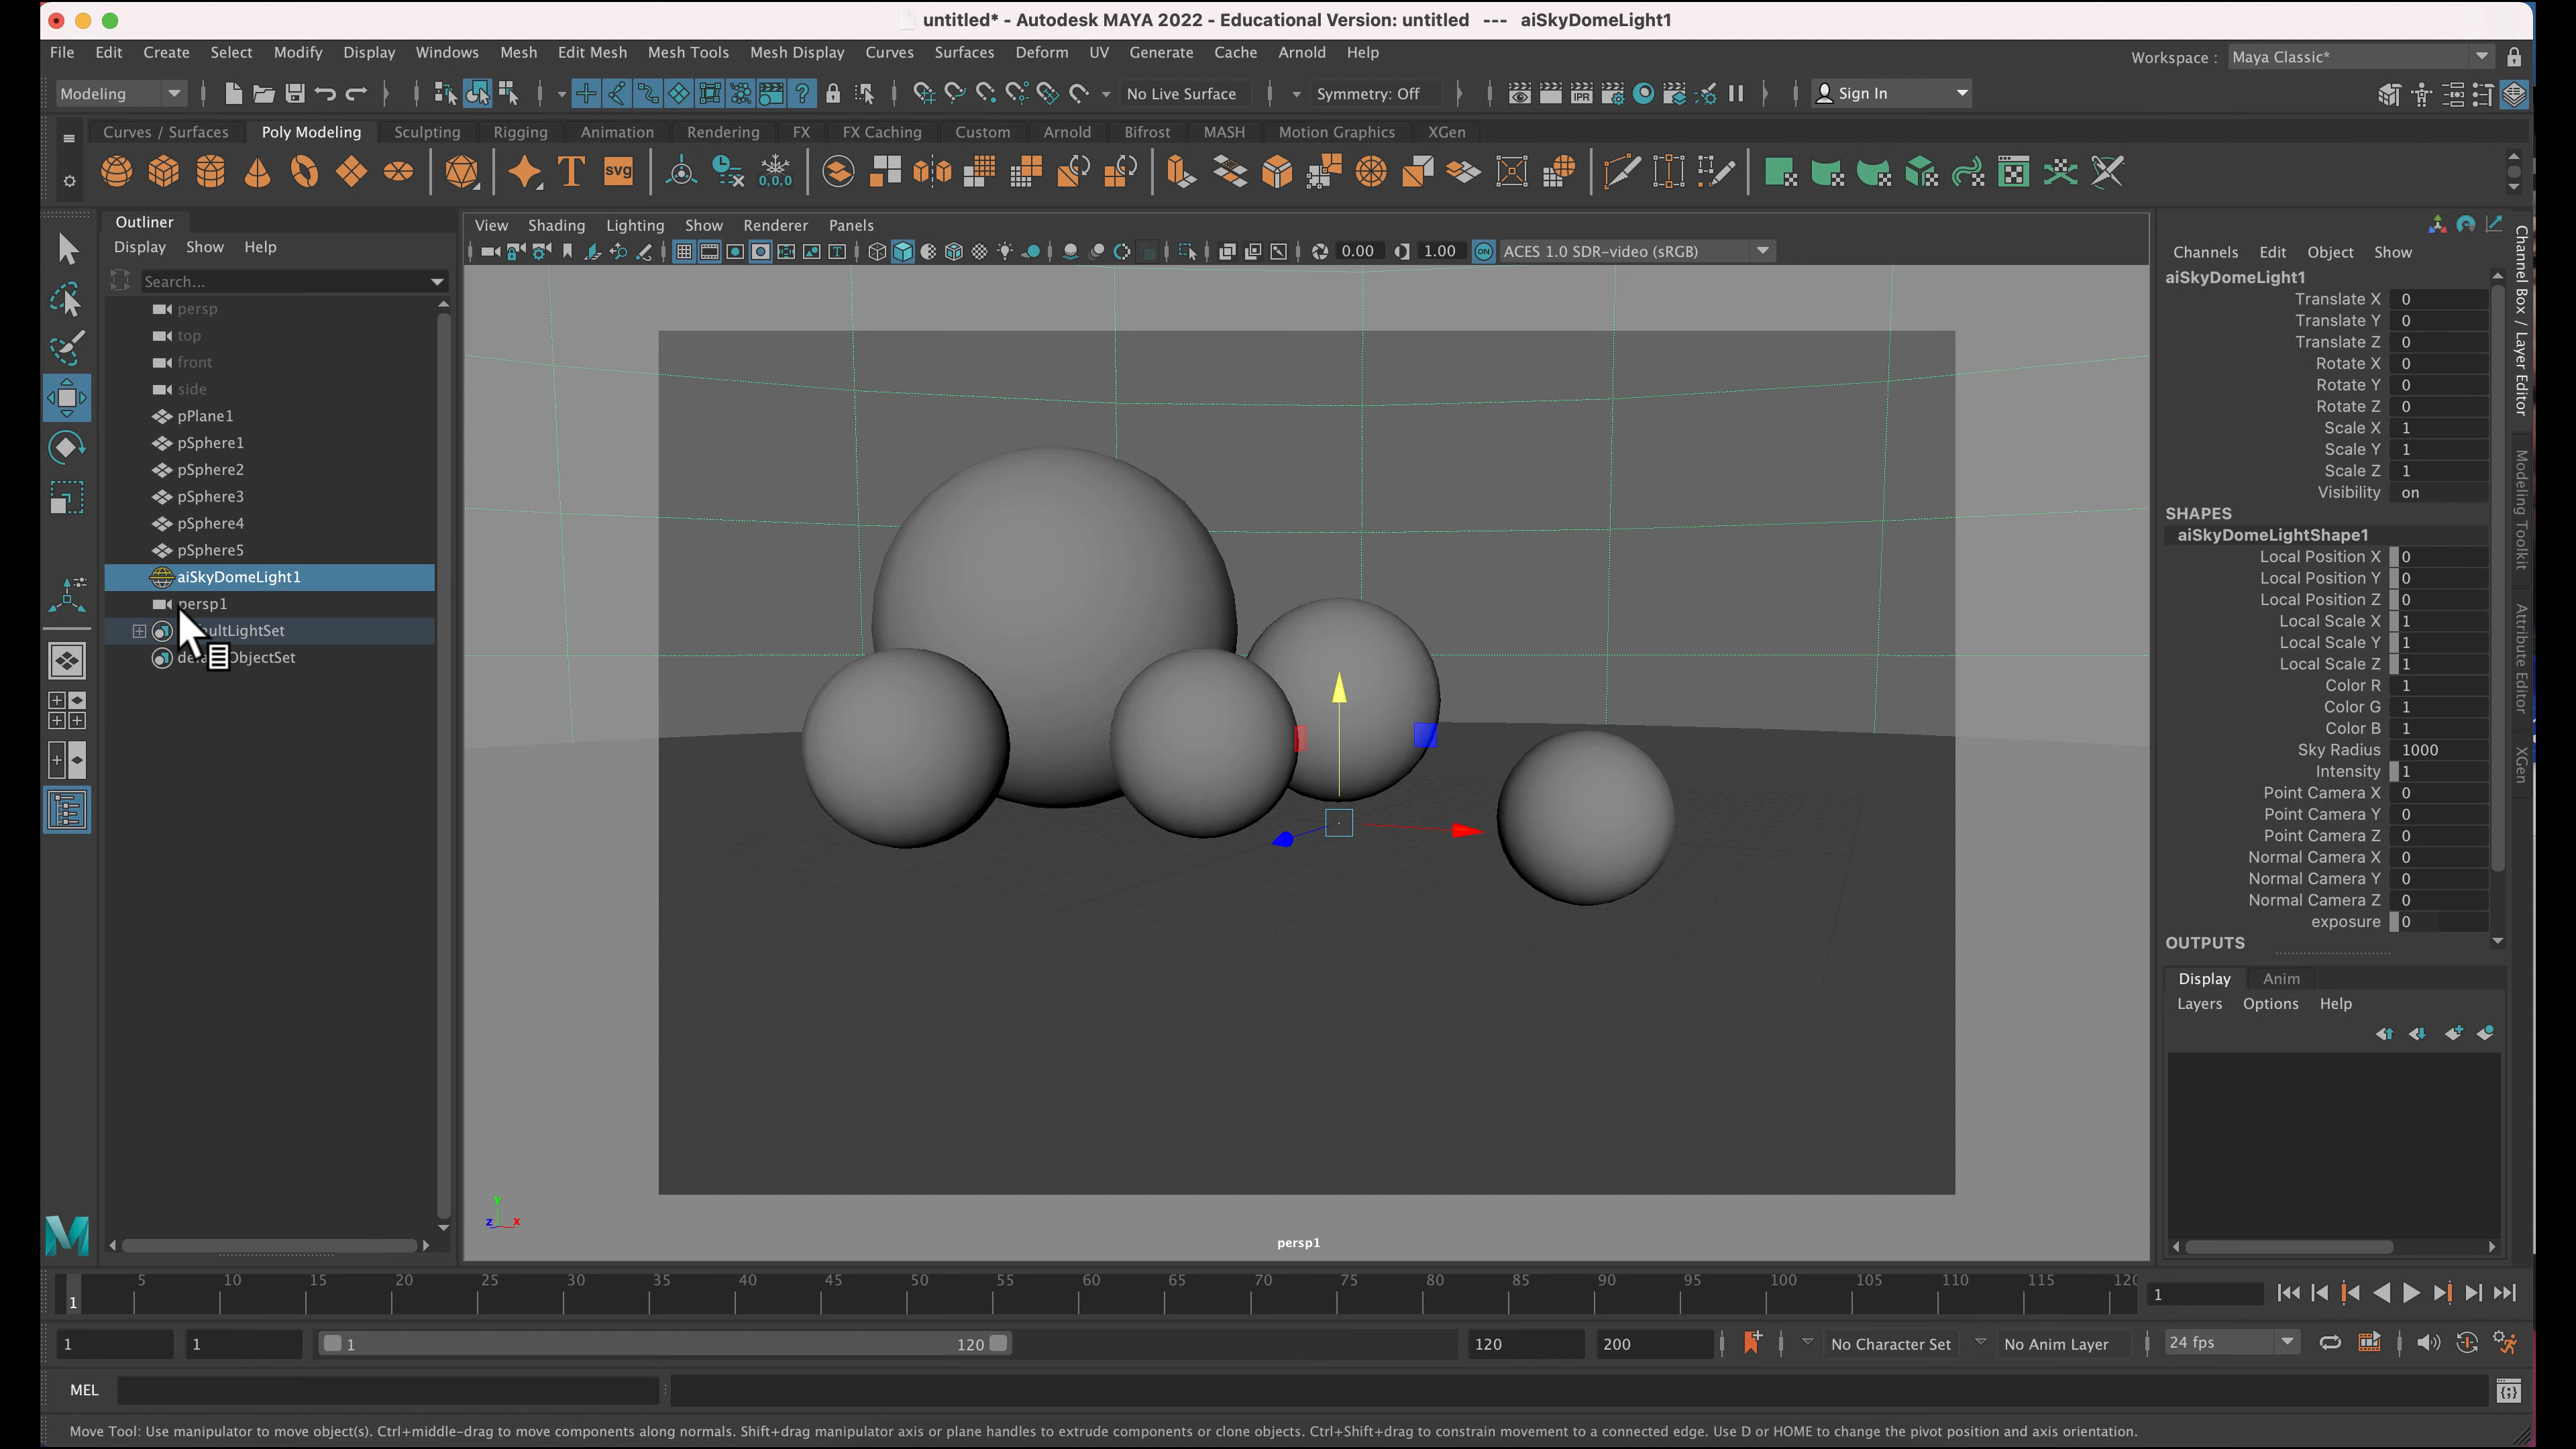 untitled* - Autodesk MAYA 2022 - Educational Version: untitled --- aiSkyDomeLight1
File Edit Create Select Modify Display Windows Mesh Edit Mesh Mesh Tools Mesh Display Curves Surfaces Deform UV Generate Cache Arnold Help
Workspace : Maya Classic*
Modeling
IPR
No Live Surface
Symmetry: Off
Sign In
Curves / Surfaces Poly Modeling Sculpting Rigging Animation Rendering FX FX Caching Custom Arnold Bifrost MASH Motion Graphics XGen
T svg 0,0,0
Outliner
Display Show Help
Search...
persp
top
front
side
pPlane1
pSphere1
pSphere2
pSphere3
pSphere4
pSphere5
aiSkyDomeLight1
persp1
ultLightSet
ObjectSet
View Shading Lighting Show Renderer Panels
0.00 1.00 ON ACES 1.0 SDR-video (sRGB)
y
z x
persp1
Channels Edit Object Show
aiSkyDomeLight1
Translate X 0
Translate Y 0
Translate Z 0
Rotate X 0
Rotate Y 0
Rotate Z 0
Scale X 1
Scale Y 1
Scale Z 1
Visibility on
SHAPES
aiSkyDomeLightShape1
Local Position X 0
Local Position Y 0
Local Position Z 0
Local Scale X 1
Local Scale Y 1
Local Scale Z 1
Color R 1
Color G 1
Color B 1
Sky Radius 1000
Intensity 1
Point Camera X 0
Point Camera Y 0
Point Camera Z 0
Normal Camera X 0
Normal Camera Y 0
Normal Camera Z 0
exposure 0
OUTPUTS
Display Anim
Layers Options Help
Channel Box / Layer Editor
Modeling Toolkit
Attribute Editor
XGen
1 5 10 15 20 25 30 35 40 45 50 55 60 65 70 75 80 85 90 95 100 105 110 115 120
1
1 1 1 120 120 200 No Character Set No Anim Layer 24 fps
MEL
Move Tool: Use manipulator to move object(s). Ctrl+middle-drag to move components along normals. Shift+drag manipulator axis or plane handles to extrude components or clone objects. Ctrl+Shift+drag to constrain movement to a connected edge. Use D or HOME to change the pivot position and axis orientation.